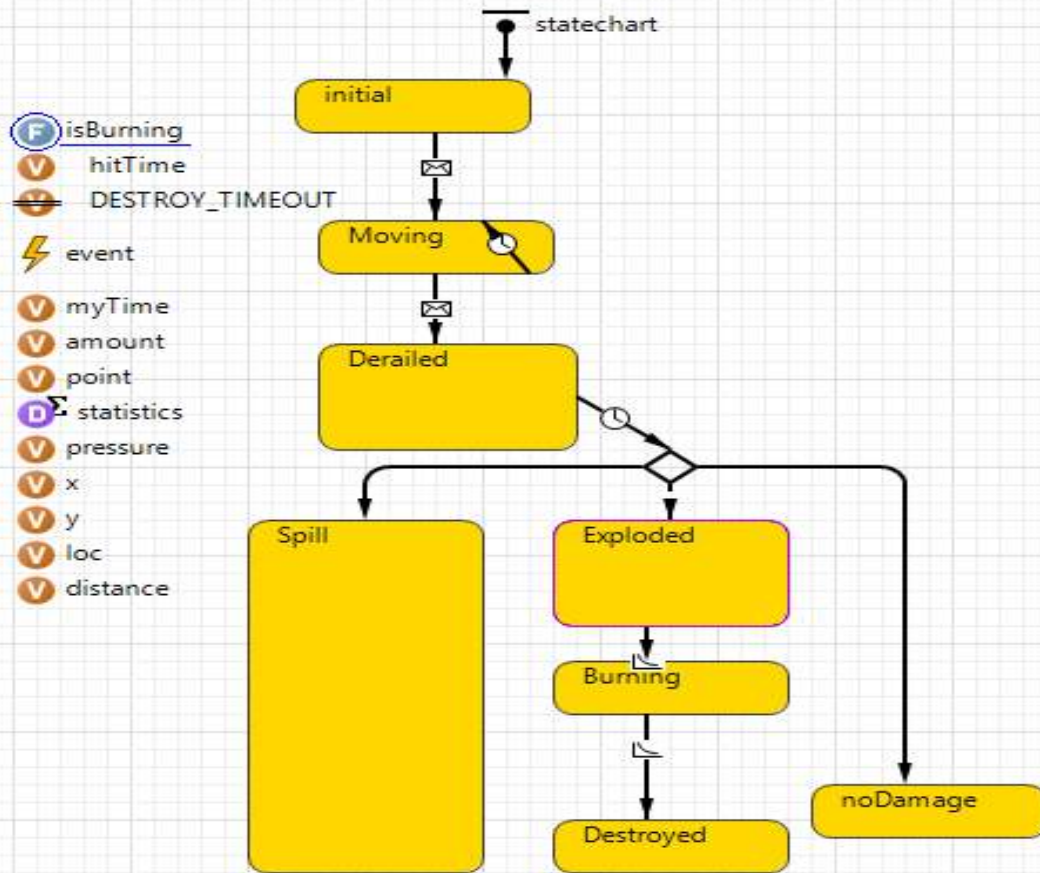 statechart
initial
isBurning
hitTime
DESTROY_TIMEOUT
Moving
event
myTime
amount
Derailed
point
statistics
pressure
x
y
loc
distance
Spill
Exploded
Burning
noDamage
Destroyed
F
V
V
V
V
V
D
Σ
V
V
V
V
V